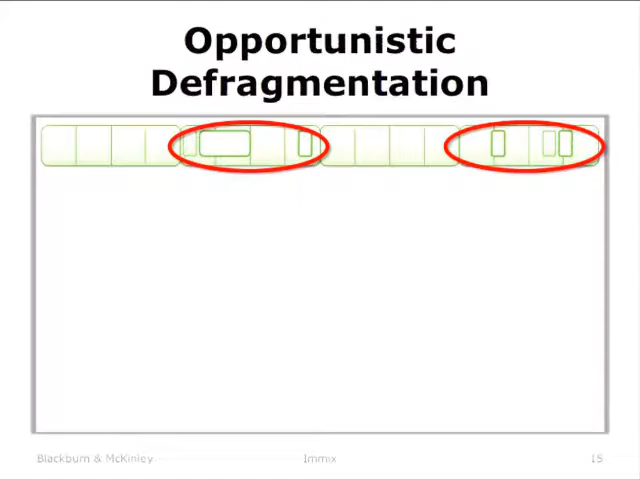 Opportunistic
Defragmentation
Blackburn & McKinley
Immix
15